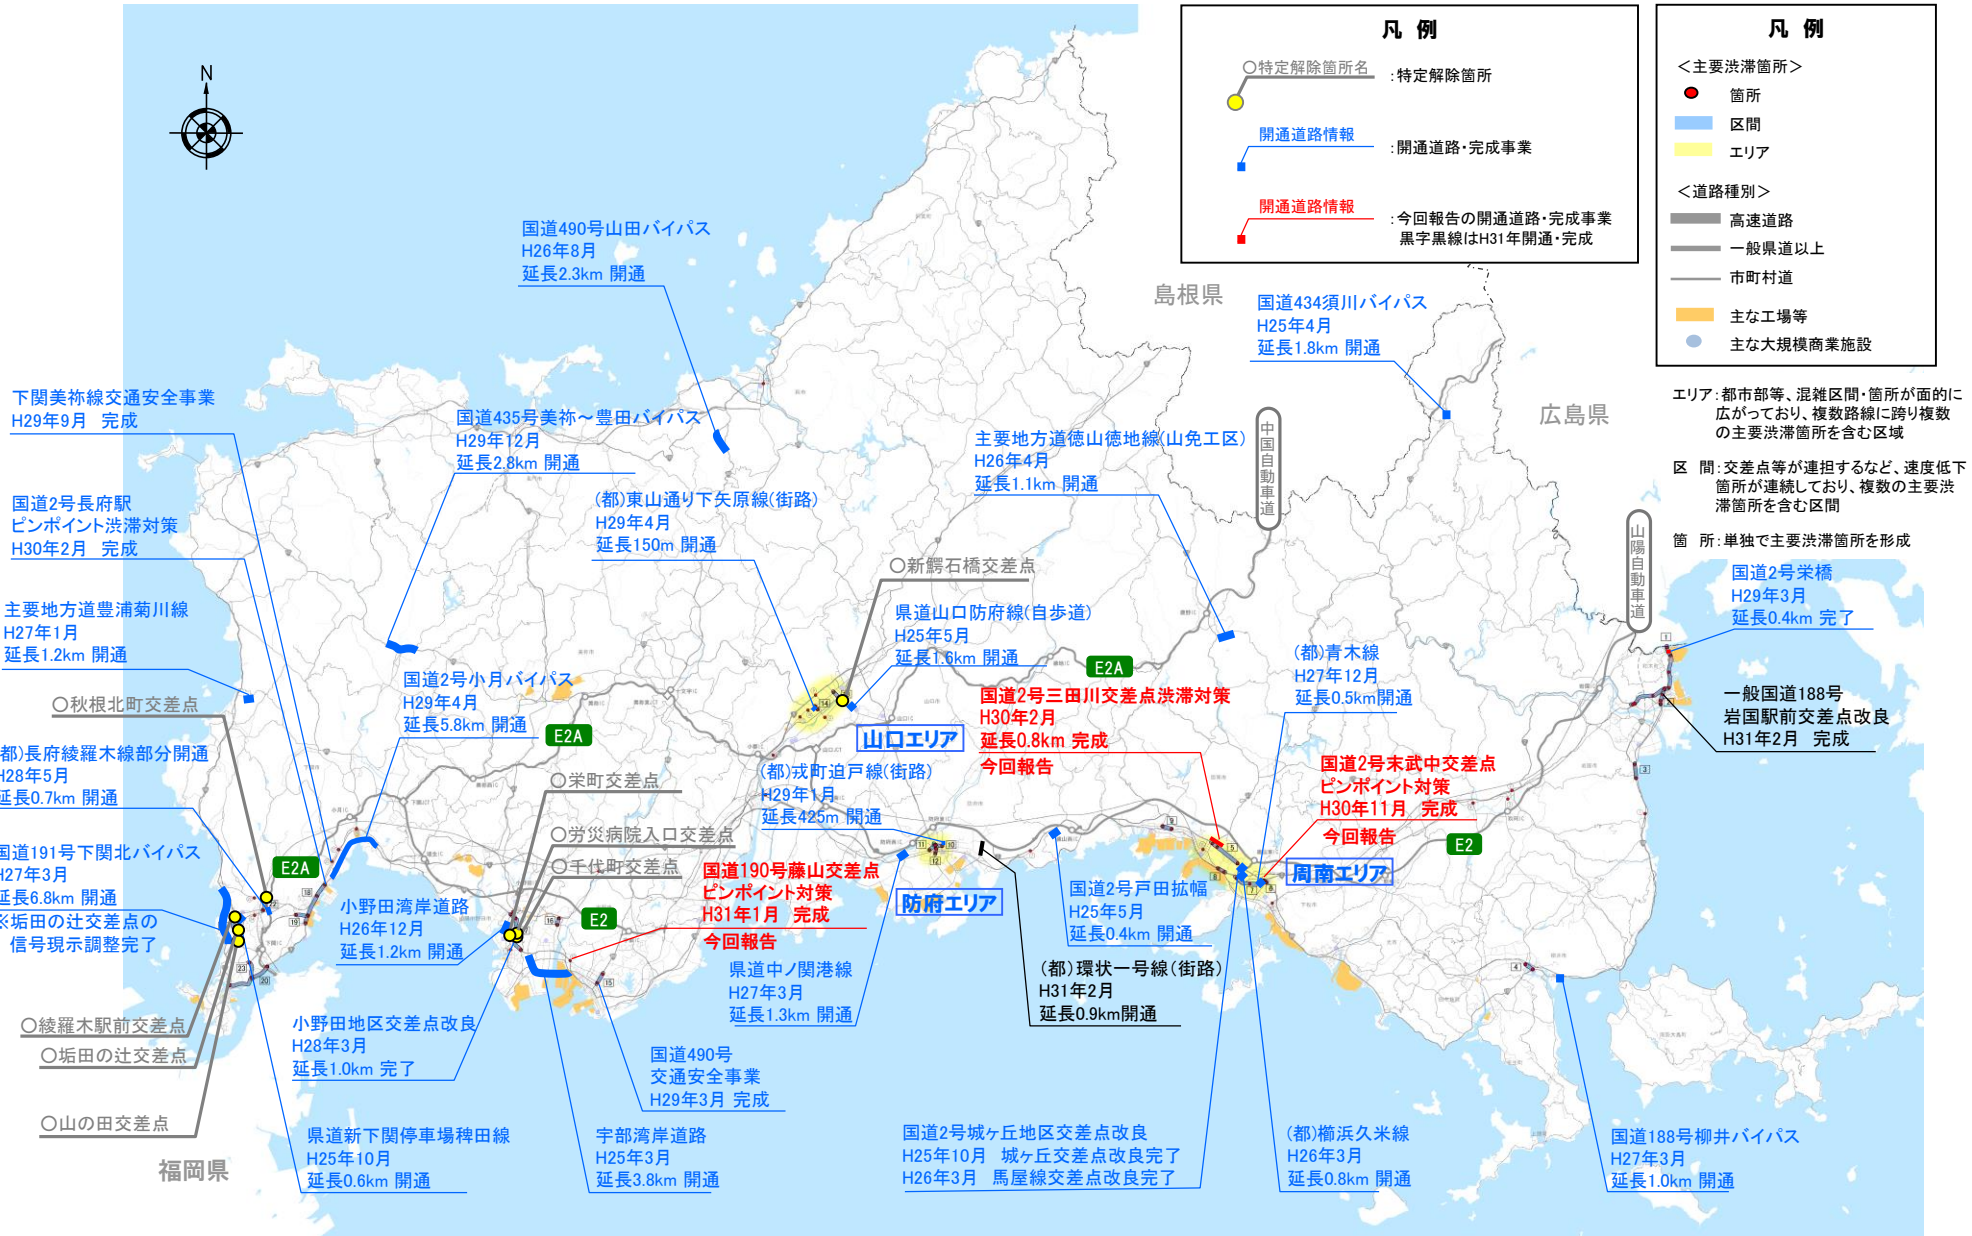 N
凡 例
○特定解除箇所名
:特定解除箇所
開通道路情報
:開通道路・完成事業
開通道路情報
:今回報告の開通道路・完成事業
黒字黒線はH31年開通・完成
凡 例
<主要渋滞箇所>
箇所
区間
エリア
<道路種別>
高速道路
一般県道以上
市町村道
主な工場等
主な大規模商業施設
エリア:都市部等、混雑区間・箇所が面的に
広がっており、複数路線に跨り複数
の主要渋滞箇所を含む区域
区 間:交差点等が連担するなど、速度低下
箇所が連続しており、複数の主要渋
滞箇所を含む区間
箇 所:単独で主要渋滞箇所を形成
島根県
広島県
福岡県
中国自動車道
山陽自動車道
国道490号山田バイパス
H26年8月
延長2.3km 開通
国道434須川バイパス
H25年4月
延長1.8km 開通
下関美祢線交通安全事業
H29年9月 完成
国道435号美祢~豊田バイパス
H29年12月
延長2.8km 開通
主要地方道徳山徳地線(山免工区)
H26年4月
延長1.1km 開通
国道2号長府駅
ピンポイント渋滞対策
H30年2月 完成
(都)東山通り下矢原線(街路)
H29年4月
延長150m 開通
○新鰐石橋交差点
国道2号栄橋
H29年3月
延長0.4km 完了
主要地方道豊浦菊川線
H27年1月
延長1.2km 開通
県道山口防府線(自歩道)
H25年5月
延長1.6km 開通
E2A
(都)青木線
H27年12月
延長0.5km開通
○秋根北町交差点
国道2号小月バイパス
H29年4月
延長5.8km 開通
E2A
山口エリア
国道2号三田川交差点渋滞対策
H30年2月
延長0.8km 完成
今回報告
一般国道188号
岩国駅前交差点改良
H31年2月 完成
都)長府綾羅木線部分開通
H28年5月
延長0.7km 開通
○栄町交差点
(都)戎町迫戸線(街路)
H29年1月
延長425m 開通
国道2号末武中交差点
ピンポイント対策
H30年11月 完成
今回報告
E2
○労災病院入口交差点
○千代町交差点
国道191号下関北バイパス
H27年3月
延長6.8km 開通
※垢田の辻交差点の
信号現示調整完了
E2A
国道190号藤山交差点
ピンポイント対策
H31年1月 完成
今回報告
E2
防府エリア
周南エリア
小野田湾岸道路
H26年12月
延長1.2km 開通
国道2号戸田拡幅
H25年5月
延長0.4km 開通
県道中ノ関港線
H27年3月
延長1.3km 開通
(都)環状一号線(街路)
H31年2月
延長0.9km開通
○綾羅木駅前交差点
○垢田の辻交差点
○山の田交差点
小野田地区交差点改良
H28年3月
延長1.0km 完了
国道490号
交通安全事業
H29年3月 完成
県道新下関停車場稗田線
H25年10月
延長0.6km 開通
宇部湾岸道路
H25年3月
延長3.8km 開通
国道2号城ヶ丘地区交差点改良
H25年10月 城ヶ丘交差点改良完了
H26年3月 馬屋線交差点改良完了
(都)櫛浜久米線
H26年3月
延長0.8km 開通
国道188号柳井バイパス
H27年3月
延長1.0km 開通